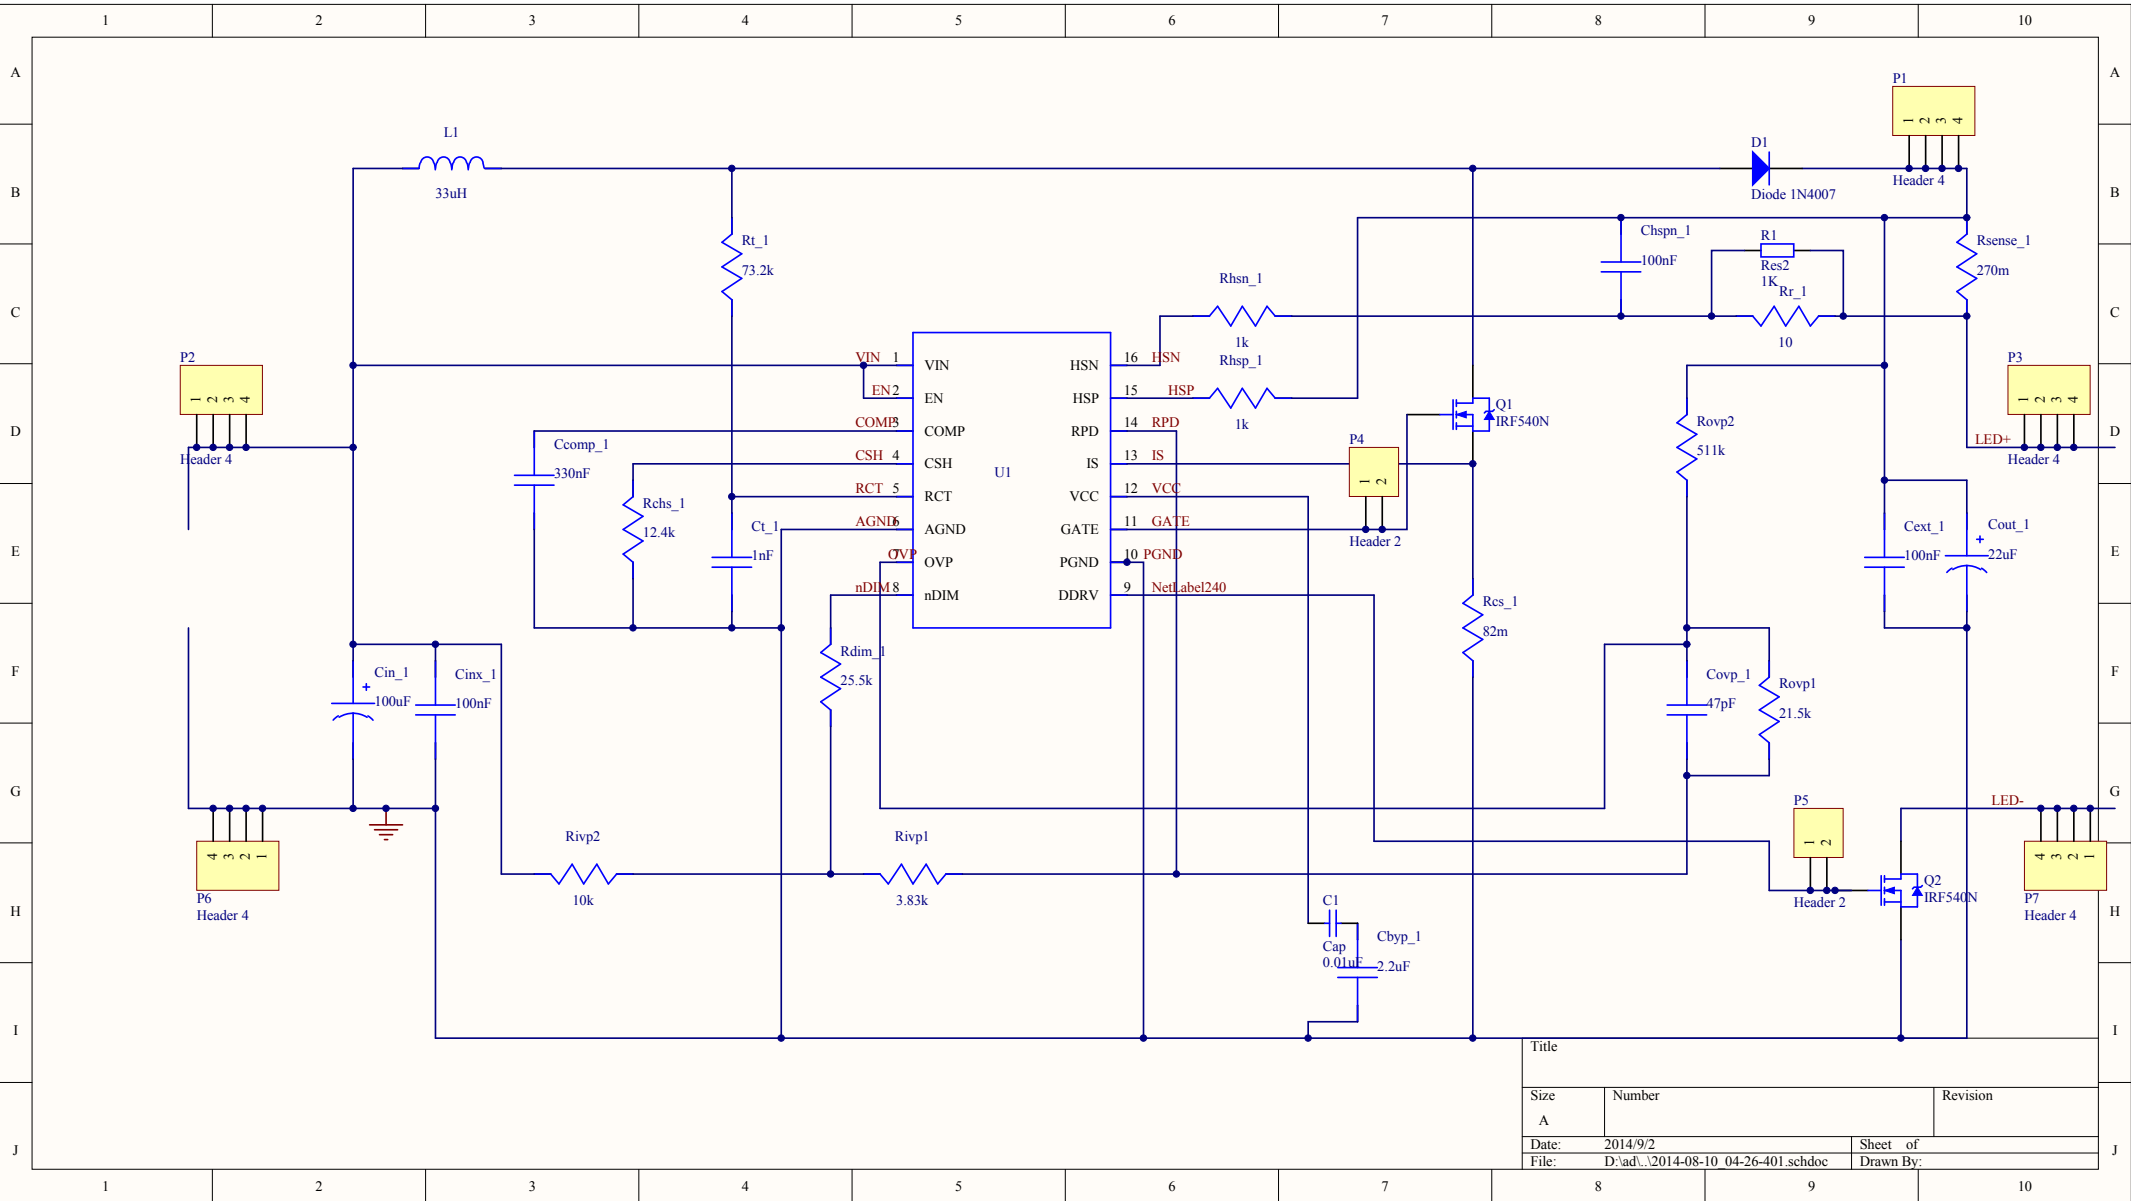 1 2 3 4 5 6 7 8 9 10
A A
B B
C C
D D
E E
F F
G G
H H
I I
J J
L1
33uH
Rt_1
73.2k
P2
1 2 3 4
Header 4
Ccomp_1
330nF
Rchs_1
12.4k
Ct_1
1nF
Cin_1
+
100uF
Cinx_1
100nF
P6
4 3 2 1
Header 4
Rivp2
10k
Rivp1
3.83k
Rdim_1
25.5k
U1
VIN 1 VIN
EN 2 EN
COMP 3 COMP
CSH 4 CSH
RCT 5 RCT
AGND 6 AGND
OVP 7 OVP
nDIM 8 nDIM
HSN 16 HSN
HSP 15 HSP
RPD 14 RPD
IS 13 IS
VCC 12 VCC
GATE 11 GATE
PGND 10 PGND
DDRV 9 NetLabel240
Rhsn_1
1k
Rhsp_1
1k
P4
1 2
Header 2
Q1
IRF540N
Rcs_1
82m
C1
Cap
0.01uF
Cbyp_1
2.2uF
D1
Diode 1N4007
P1
1 2 3 4
Header 4
Chspn_1
100nF
R1
Res2
1K
Rr_1
10
Rsense_1
270m
P3
1 2 3 4
LED+
Header 4
Rovp2
511k
Cext_1
100nF
Cout_1
+
22uF
Covp_1
47pF
Rovp1
21.5k
P5
1 2
Header 2
Q2
IRF540N
LED-
4 3 2 1
P7
Header 4
Title
Size
A
Number
Revision
Date: 2014/9/2
Sheet of
File: D:\ad\..\2014-08-10_04-26-401.schdoc
Drawn By:
1 2 3 4 5 6 7 8 9 10